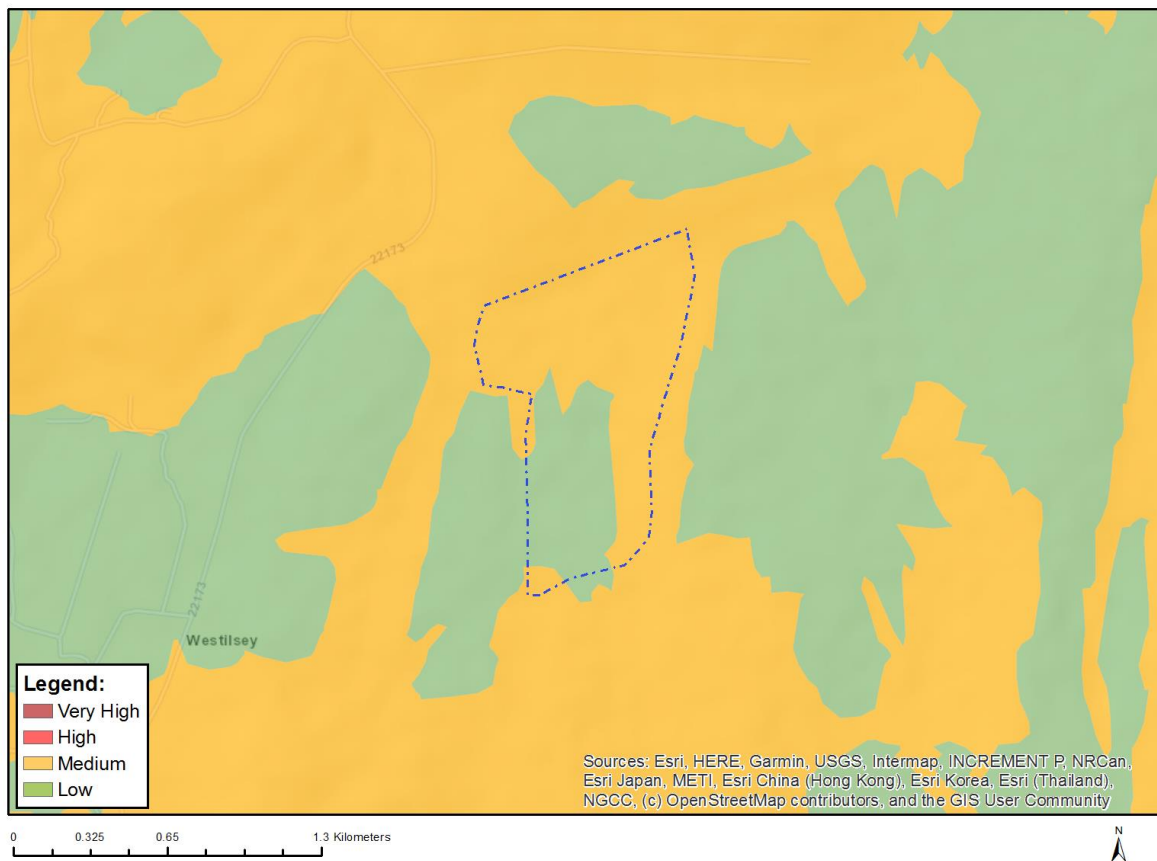 22173
22173
Westilsey
Legend:
Very High
High
Medium
Low
Sources: Esri, HERE, Garmin, USGS, Intermap, INCREMENT P, NRCan,
Esri Japan, METI, Esri China (Hong Kong), Esri Korea, Esri (Thailand),
NGCC, (c) OpenStreetMap contributors, and the GIS User Community
0 0.325 0.65 1.3 Kilometers
N